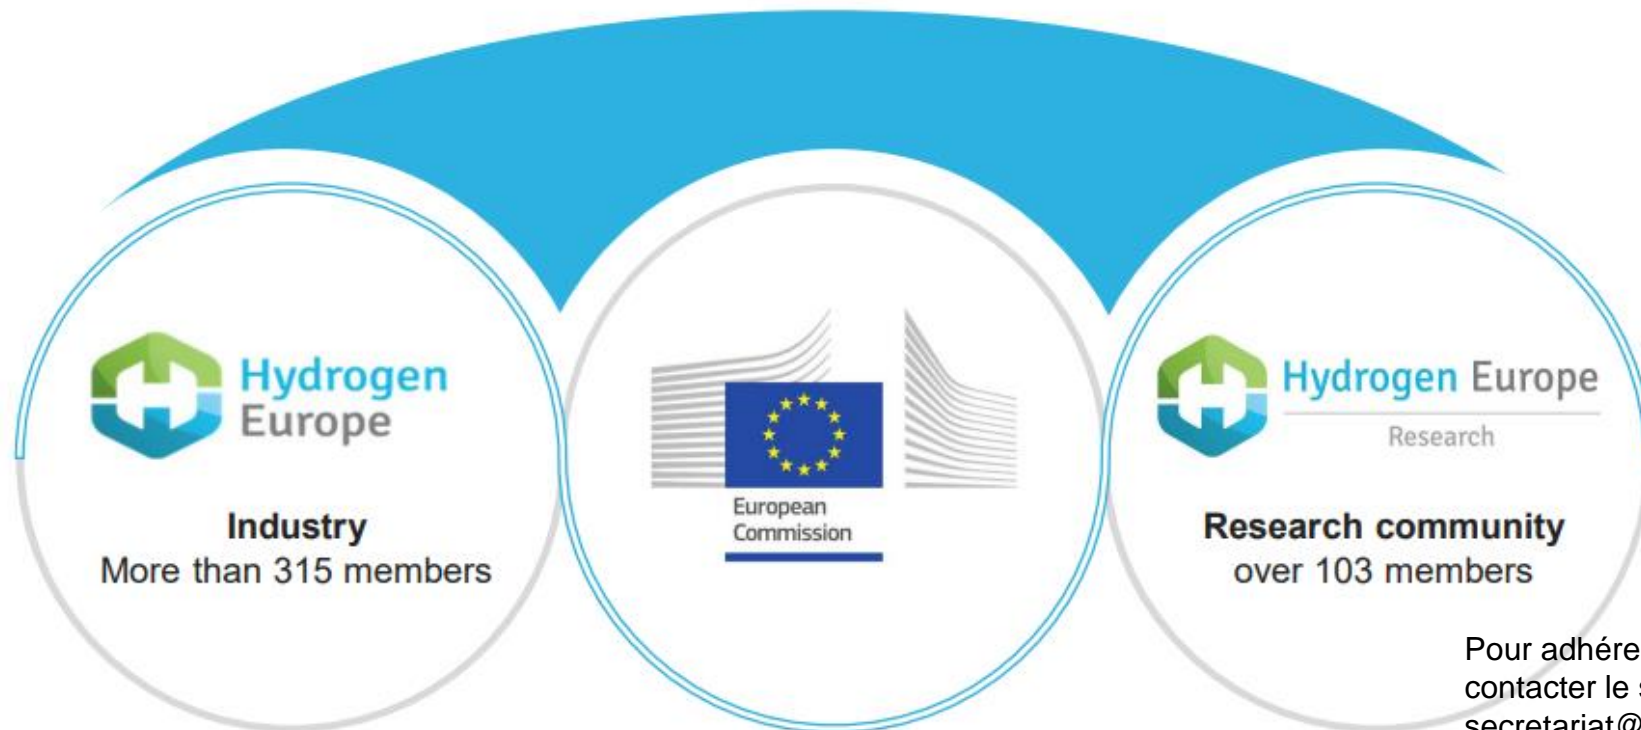 Hydrogen
Europe
Industry
More than 315 members
European
Commission
Hydrogen Europe
Research
Research community
over 103 members
Pour adhére
contacter le s
secretariat@